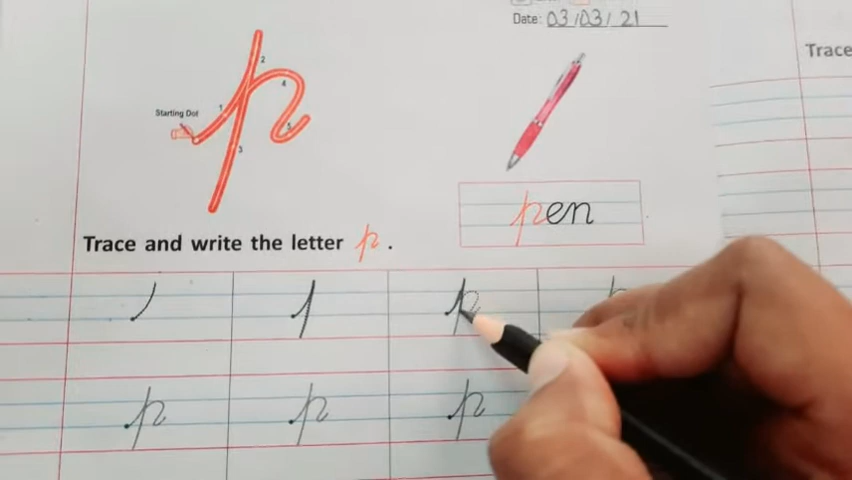 Date: 03/03/21
Trace
2
4
Starting Dot
1
5
3
pen
Trace and write the letter p .
p p
p p p